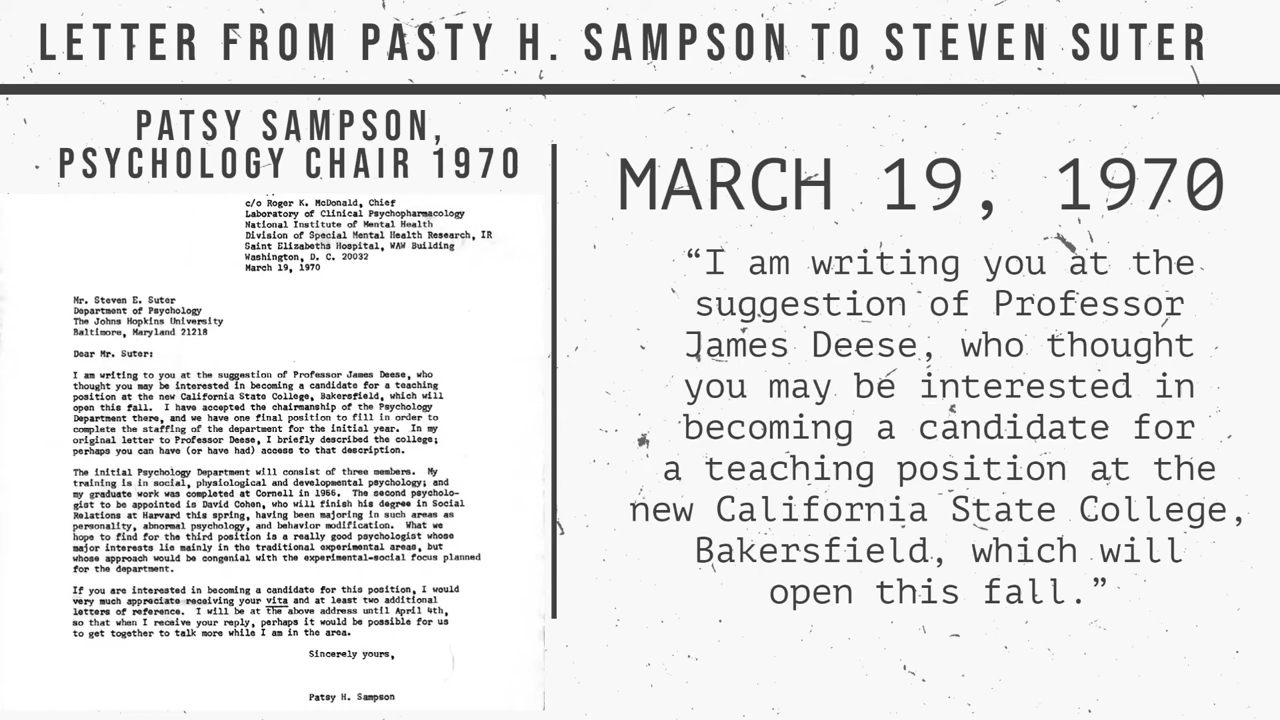 LETTER FROM PASTY H. SAMPSON TO STEVEN SUTER
PATSY SAMPSON,
PSYCHOLOGY CHAIR 1970
c/o Roger K. McDonald, Chief
Laboratory of Clinical Psychopharmacology
National Institute of Mental Health
Division of Special Mental Health Research, IR
Saint Elizabeths Hospital, WAW Building
Washington, D. C. 20032
March 19, 1970
Mr. Steven E. Suter
Department of Psychology
The Johns Hopkins University
Baltimore, Maryland 21218
Dear Mr. Suter:
I am writing to you at the suggestion of Professor James Deese, who
thought you may be interested in becoming a candidate for a teaching
position at the new California State College, Bakersfield, which will
open this fall. I have accepted the chairmanship of the Psychology
Department there, and we have one final position to fill in order to
complete the staffing of the department for the initial year. In my
original letter to Professor Deese, I briefly described the college;
perhaps you can have (or have had) access to that description.
The initial Psychology Department will consist of three members. My
training is in social, physiological and developmental psychology; and
my graduate work was completed at Cornell in 1966. The second psycholo-
gist to be appointed is David Cohen, who will finish his degree in Social
Relations at Harvard this spring, having been majoring in such areas as
personality, abnormal psychology, and behavior modification. What we
hope to find for the third position is a really good psychologist whose
major interests lie mainly in the traditional experimental areas, but
whose approach would be congenial with the experimental-social focus planned
for the department.
If you are interested in becoming a candidate for this position, I would
very much appreciate receiving your vita and at least two additional
letters of reference. I will be at the above address until April 4th,
so that when I receive your reply, perhaps it would be possible for us
to get together to talk more while I am in the area.
Sincerely yours,
Patsy H. Sampson
MARCH 19, 1970
“I am writing you at the
suggestion of Professor
James Deese, who thought
you may be interested in
becoming a candidate for
a teaching position at the
new California State College,
Bakersfield, which will
open this fall.”